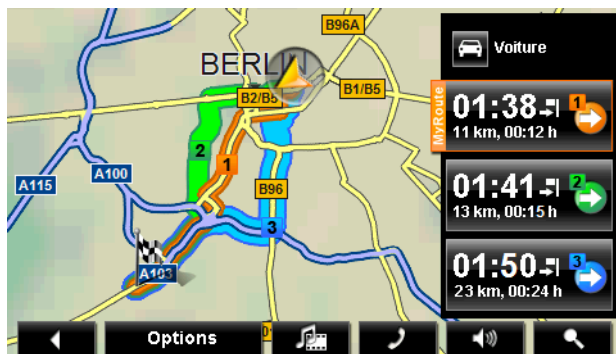 B96A
Voiture
BERLIN
B2/B5
B1/B5
MyRoute
01:38
1
11 km, 00:12 h
2
1
A115
A100
B96
01:41
2
13 km, 00:15 h
3
A103
01:50
3
23 km, 00:24 h
Options